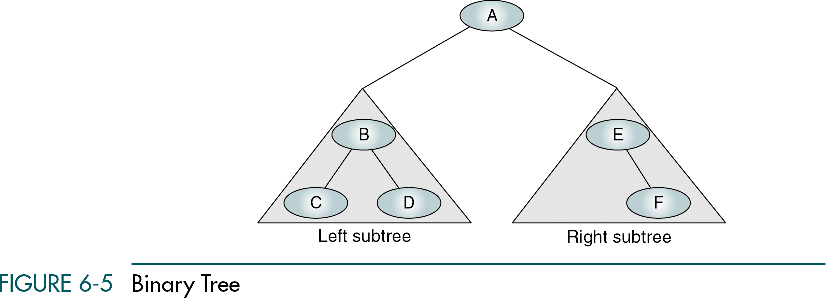 A
B
E
C
D
F
Left subtree
Right subtree
FIGURE 6-5 Binary Tree